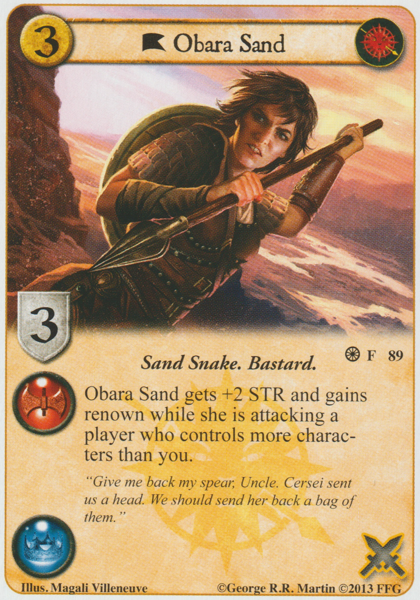 3
Obara Sand
3
Sand Snake. Bastard.
F 89
Obara Sand gets +2 STR and gains
renown while she is attacking a
player who controls more charac-
ters than you.
“Give me back my spear, Uncle. Cersei sent
us a head. We should send her back a bag of
them.”
Illus. Magali Villeneuve
©George R.R. Martin ©2013 FFG